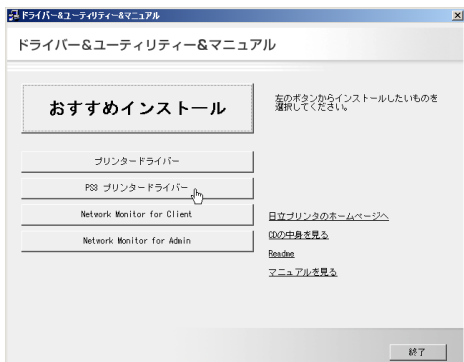 ドライバー&ユーティリティー&マニュアル
ドライバー&ユーティリティー&マニュアル
おすすめインストール
左のボタンからインストールしたいものを
選択してください。
プリンタードライバー
PS3 プリンタードライバー
Network Monitor for Client
Network Monitor for Admin
日立プリンタのホームページへ
CDの中身を見る
Readme
マニュアルを見る
終了